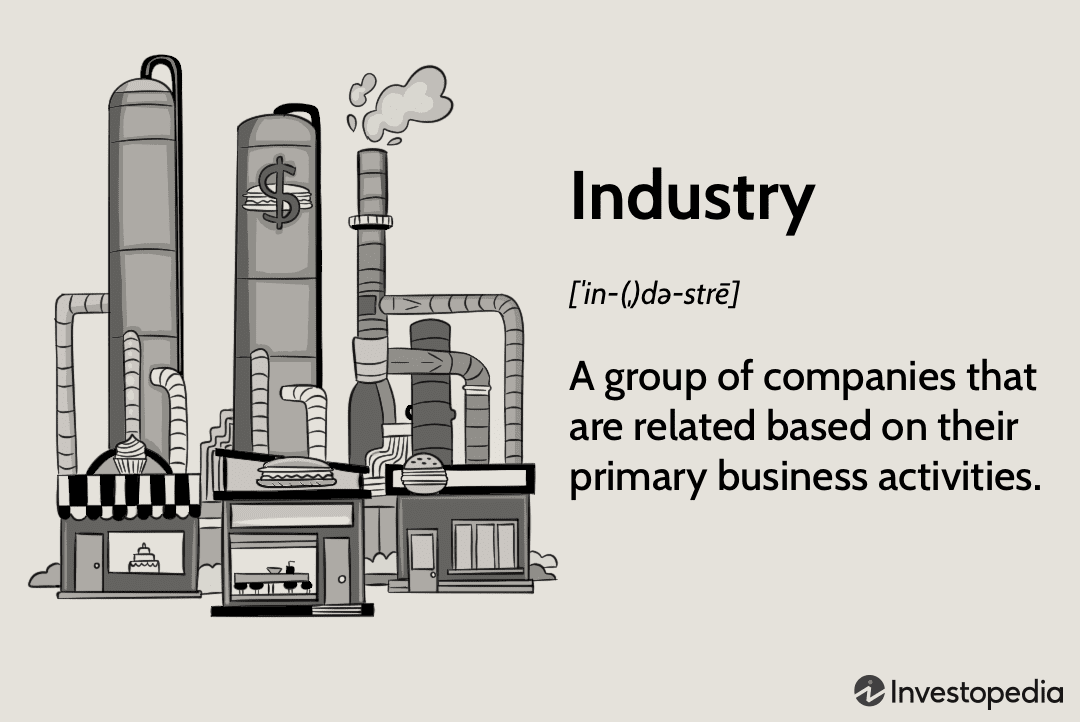 $
Industry
[ˈin-(ˌ)də-strē]
A group of companies that
are related based on their
primary business activities.
Investopedia